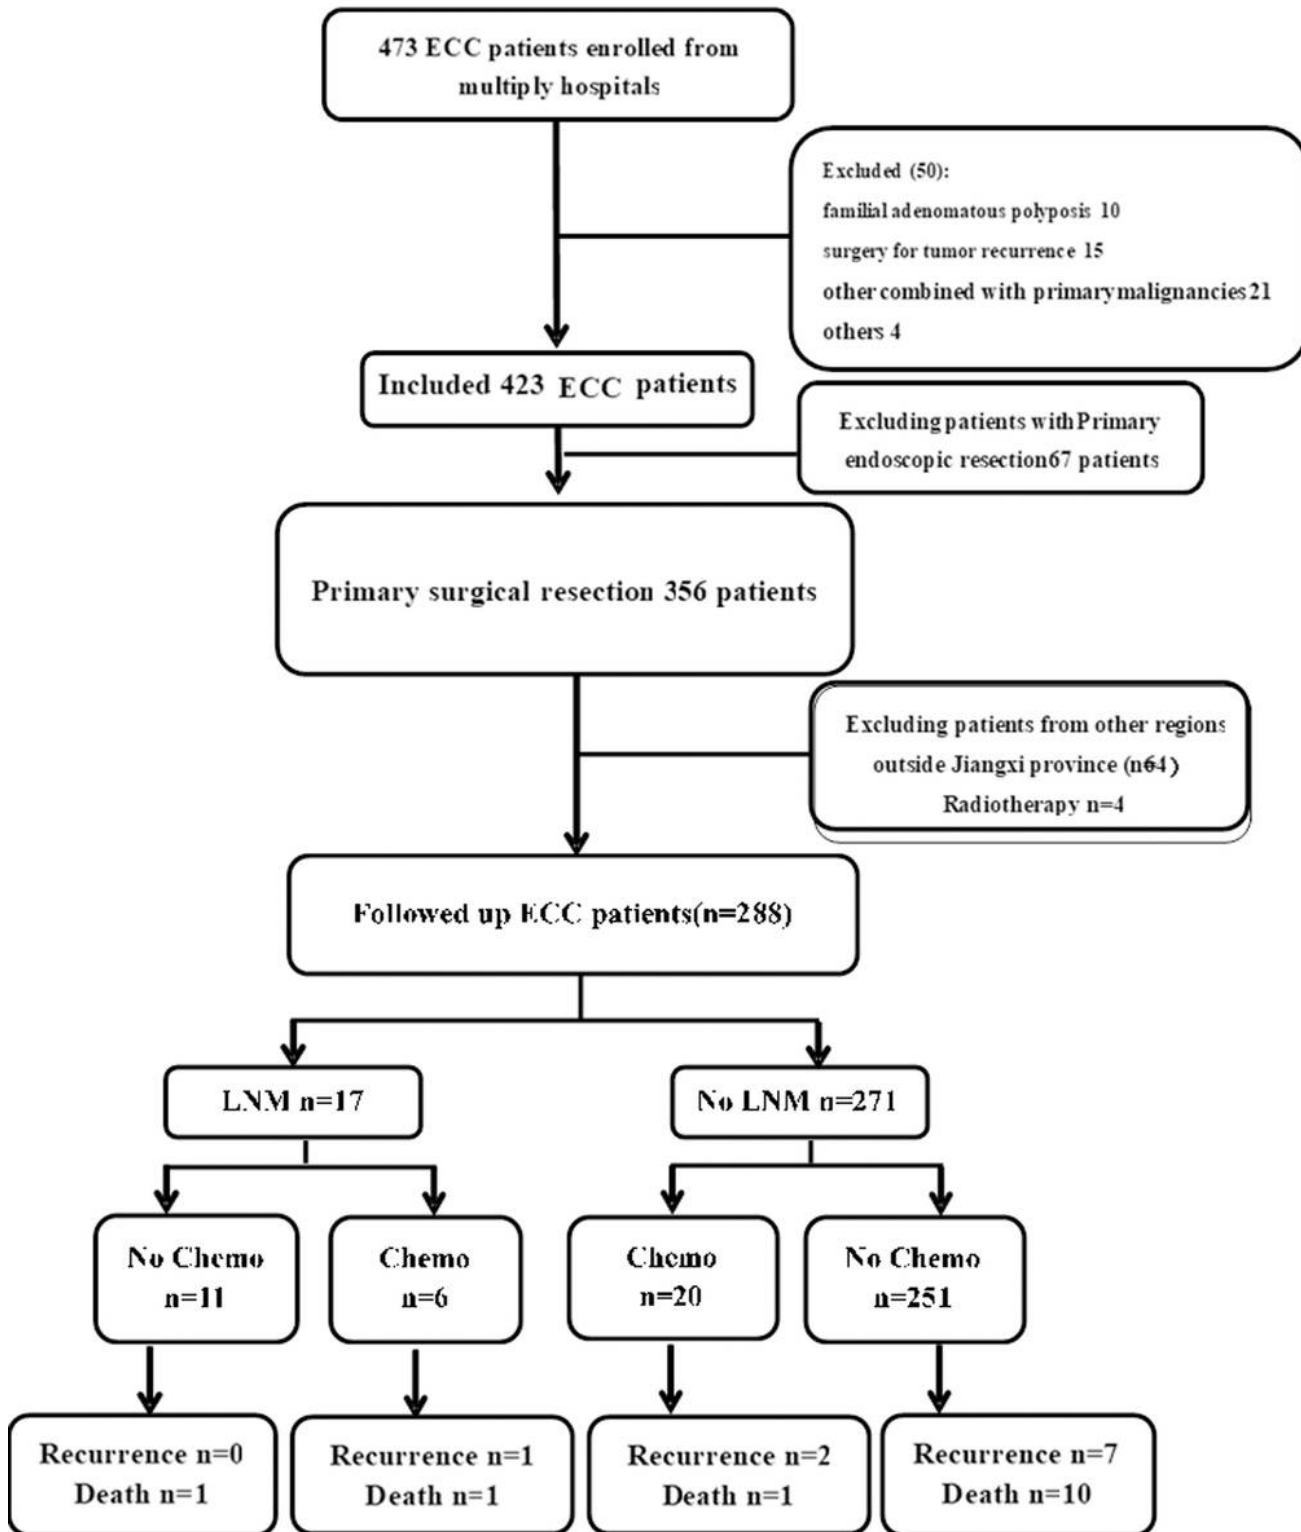 473 ECC patients enrolled from
multiply hospitals
Excluded (50):
familial adenomatous polyposis 10
surgery for tumor recurrence 15
other combined with primary malignancies 21
others 4
Included 423 ECC patients
Excluding patients with Primary
endoscopic resection67 patients
Primary surgical resection 356 patients
Excluding patients from other regions
outside Jiangxi province (n=64)
Radiotherapy n=4
Followed up ECC patients(n=288)
LNM n=17
No LNM n=271
No Chemo
n=11
Chemo
n=6
Chemo
n=20
No Chemo
n=251
Recurrence n=0
Death n=1
Recurrence n=1
Death n=1
Recurrence n=2
Death n=1
Recurrence n=7
Death n=10